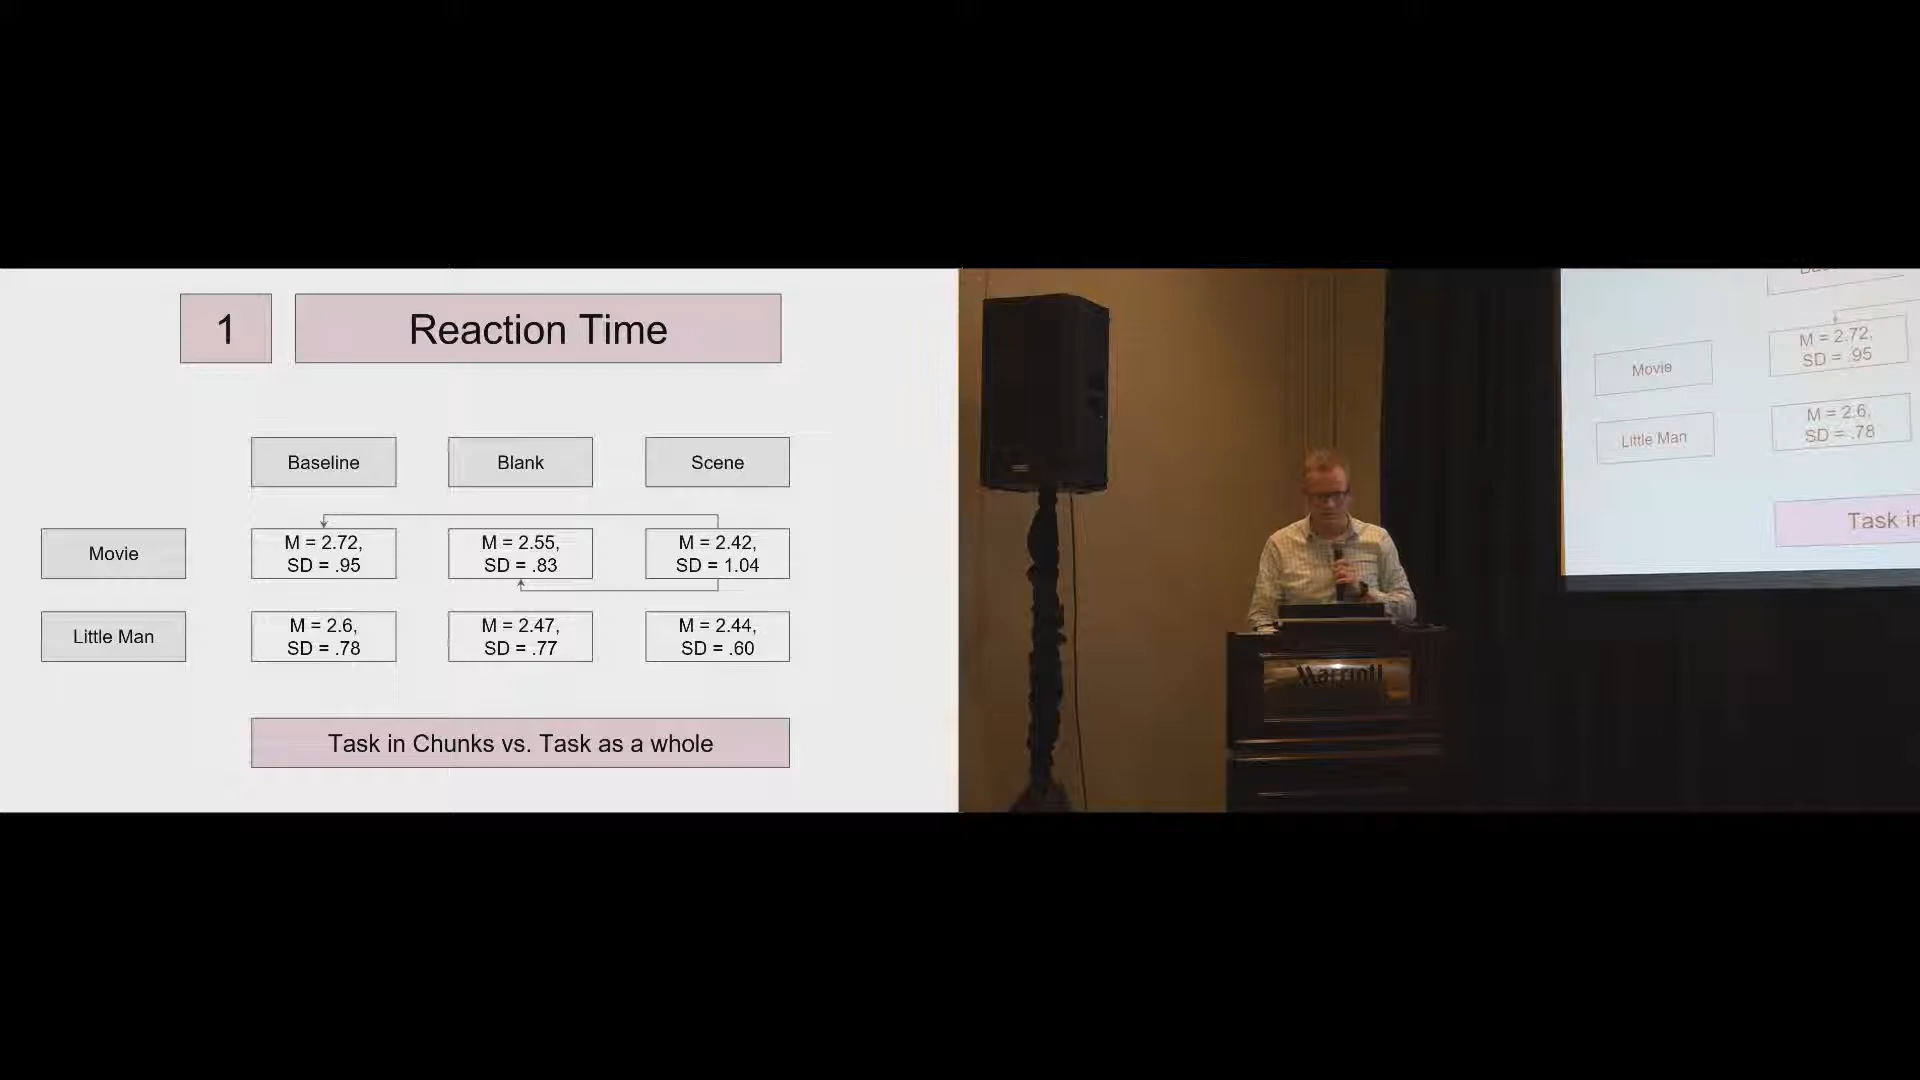 1
Reaction Time
Baseline
Blank
Scene
Movie
M = 2.72,
SD = .95
M = 2.55,
SD = .83
M = 2.42,
SD = 1.04
Little Man
M = 2.6,
SD = .78
M = 2.47,
SD = .77
M = 2.44,
SD = .60
Task in Chunks vs. Task as a whole
Movie
M = 2.72,
SD = .95
Little Man
M = 2.6,
SD = .78
Task in
Marriott